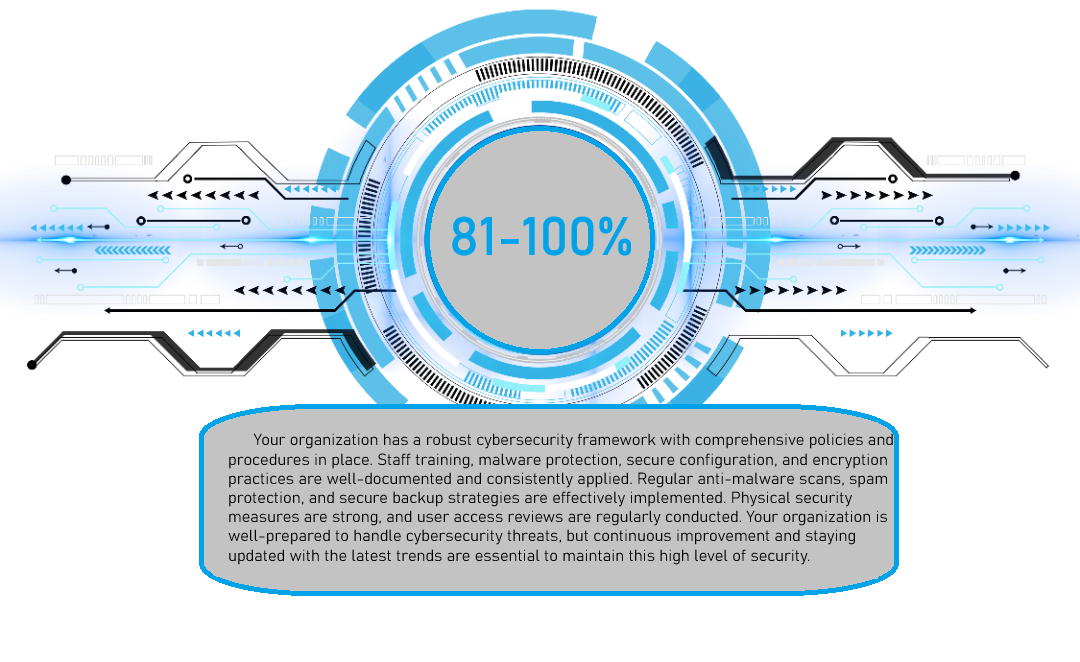 81-100%
Your organization has a robust cybersecurity framework with comprehensive policies and
procedures in place. Staff training, malware protection, secure configuration, and encryption
practices are well-documented and consistently applied. Regular anti-malware scans, spam
protection, and secure backup strategies are effectively implemented. Physical security
measures are strong, and user access reviews are regularly conducted. Your organization is
well-prepared to handle cybersecurity threats, but continuous improvement and staying
updated with the latest trends are essential to maintain this high level of security.